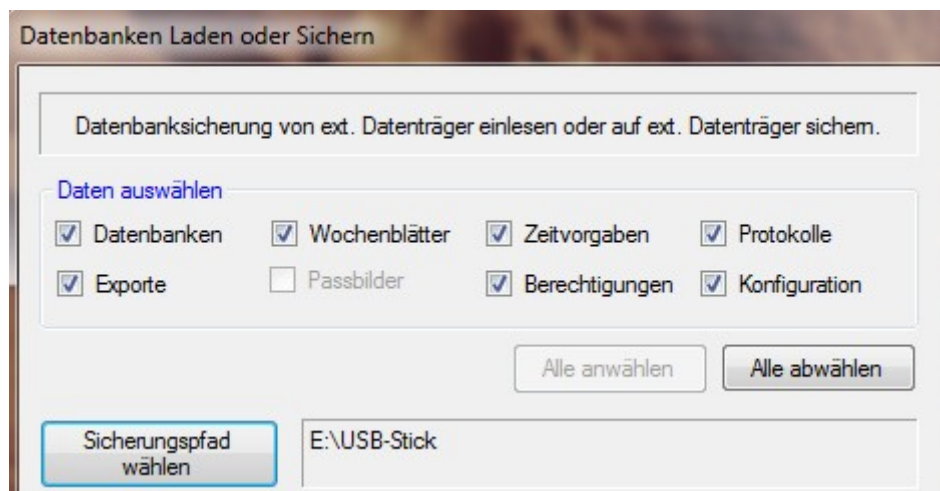 Datenbanken Laden oder Sichern
Datenbanksicherung von ext. Datenträger einlesen oder auf ext. Datenträger sichern.
Daten auswählen
Datenbanken Wochenblätter Zeitvorgaben Protokolle
Exporte Passbilder Berechtigungen Konfiguration
Alle anwählen Alle abwählen
Sicherungspfad
wählen
E:\USB-Stick